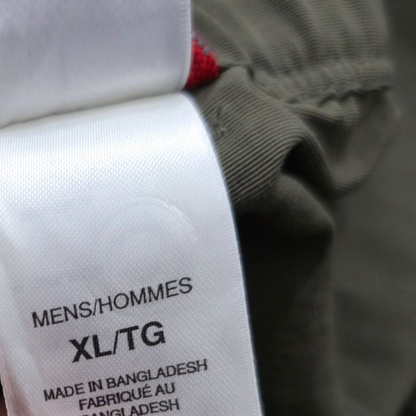 MENS/HOMMES
XL/TG
MADE IN BANGLADESH
FABRIQUÉ AU
BANGLADESH